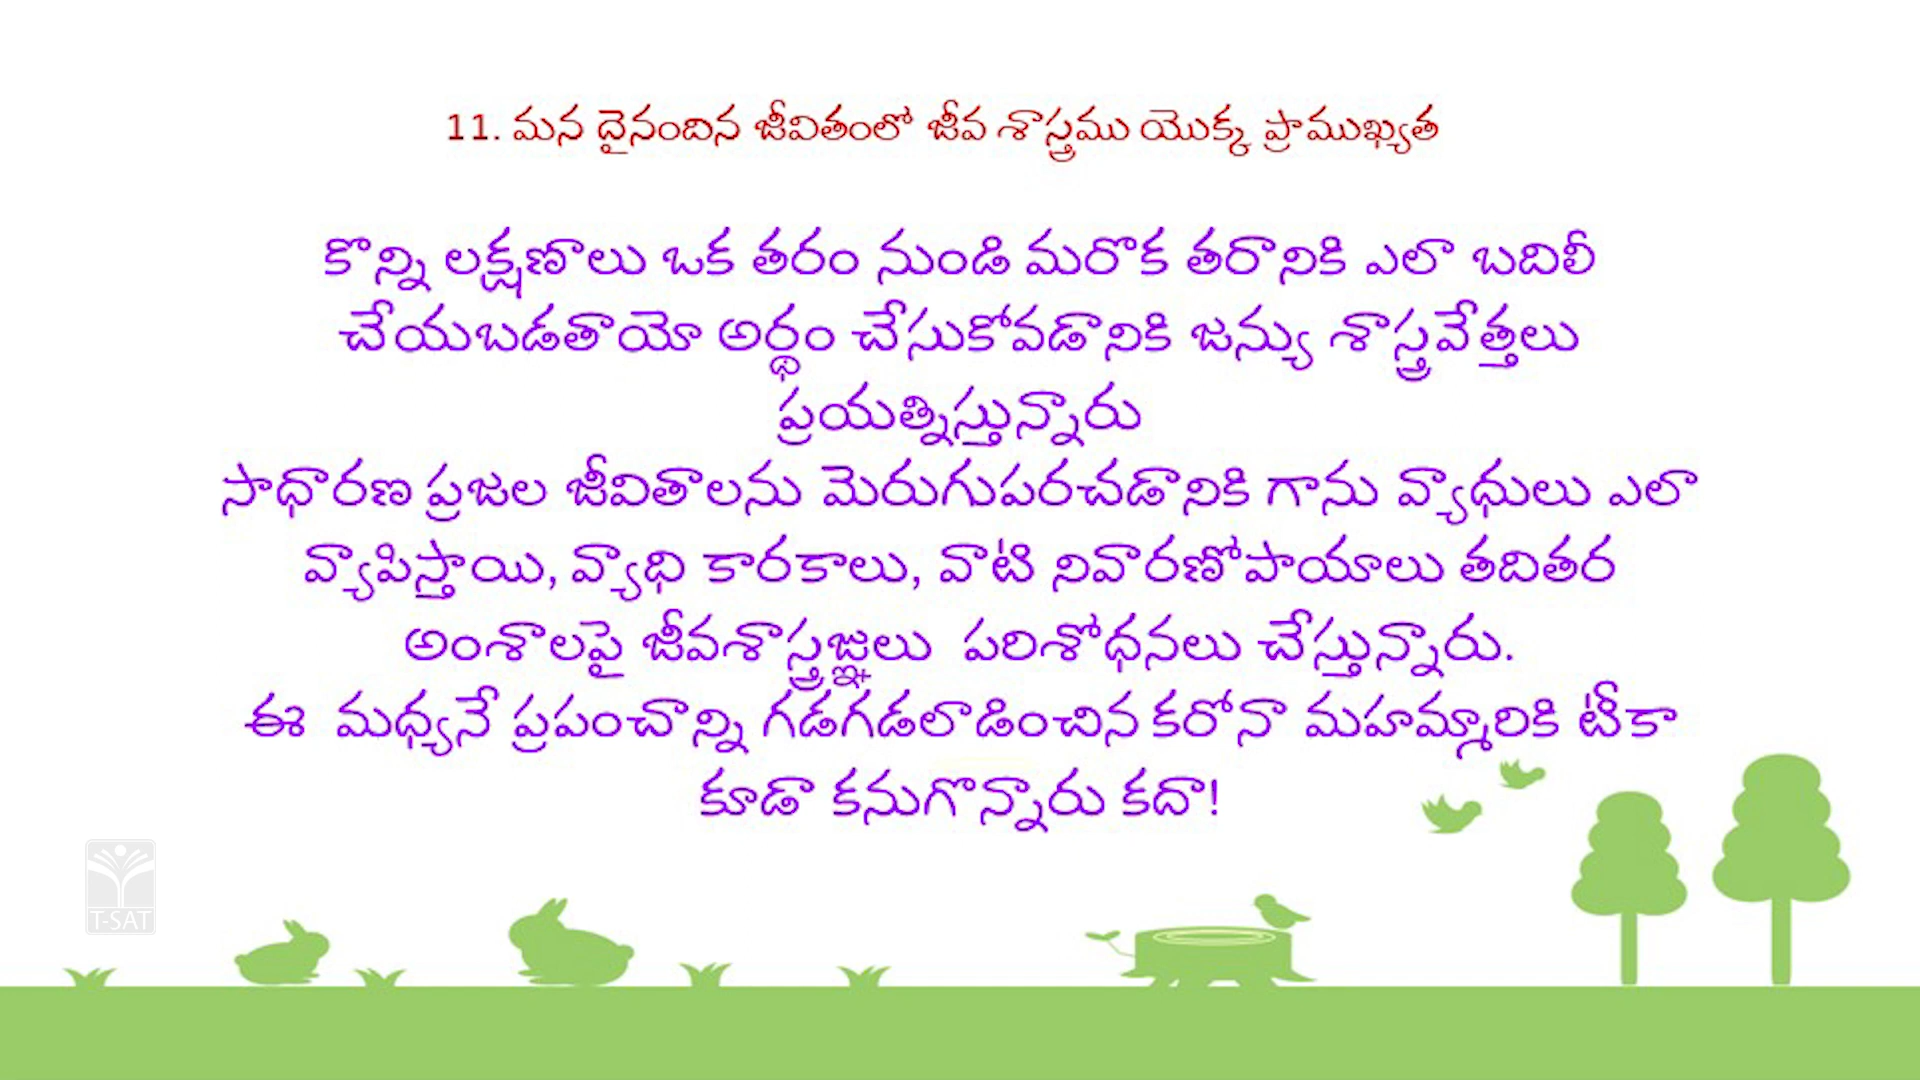 11. మన దైనందిన జీవితంలో జీవ శాస్త్రము యొక్క ప్రాముఖ్యత
కొన్ని లక్షణాలు ఒక తరం నుండి మరొక తరానికి ఎలా బదిలీ
చేయబడతాయో అర్థం చేసుకోవడానికి జన్యు శాస్త్రవేత్తలు
ప్రయత్నిస్తున్నారు
సాధారణ ప్రజల జీవితాలను మెరుగుపరచడానికి గాను వ్యాధులు ఎలా
వ్యాపిస్తాయి, వ్యాధి కారకాలు, వాటి నివారణోపాయాలు తదితర
అంశాలపై జీవశాస్త్రజ్ఞులు పరిశోధనలు చేస్తున్నారు.
ఈ మధ్యనే ప్రపంచాన్ని గడగడలాడించిన కరోనా మహమ్మారికి టీకా
కూడా కనుగొన్నారు కదా!
T-SAT